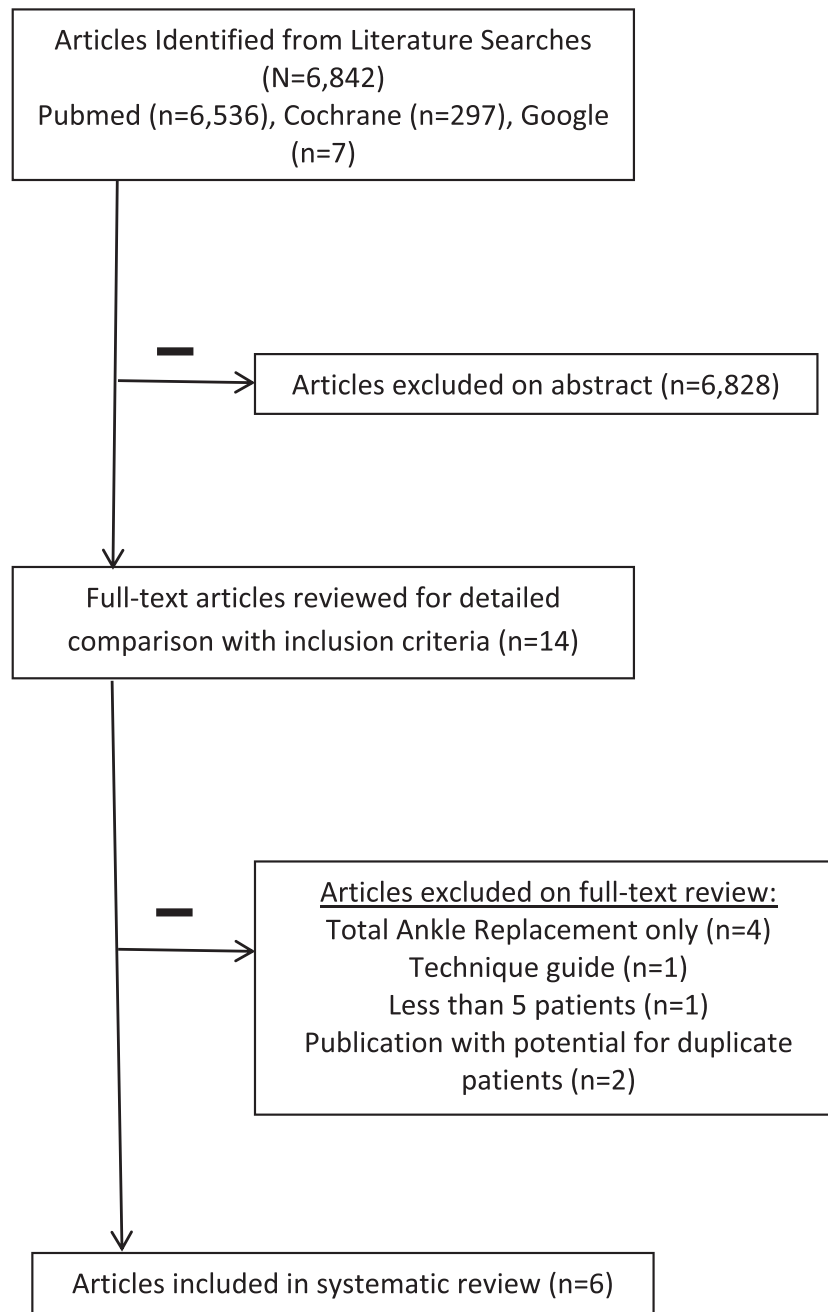 Articles Identified from Literature Searches
(N=6,842)
Pubmed (n=6,536), Cochrane (n=297), Google
(n=7)
Articles excluded on abstract (n=6,828)
Full-text articles reviewed for detailed
comparison with inclusion criteria (n=14)
Articles excluded on full-text review:
Total Ankle Replacement only (n=4)
Technique guide (n=1)
Less than 5 patients (n=1)
Publication with potential for duplicate
patients (n=2)
Articles included in systematic review (n=6)